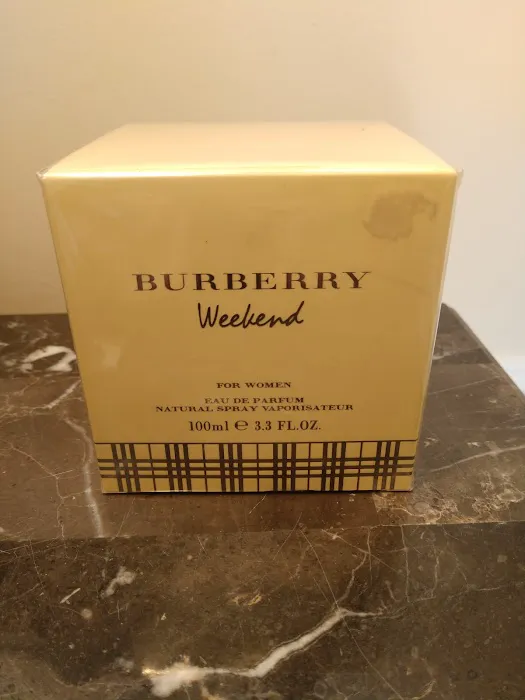 BURBERRY
Weekend
FOR WOMEN
EAU DE PARFUM
NATURAL SPRAY VAPORISATEUR
100ml ℮ 3.3 FL.OZ.